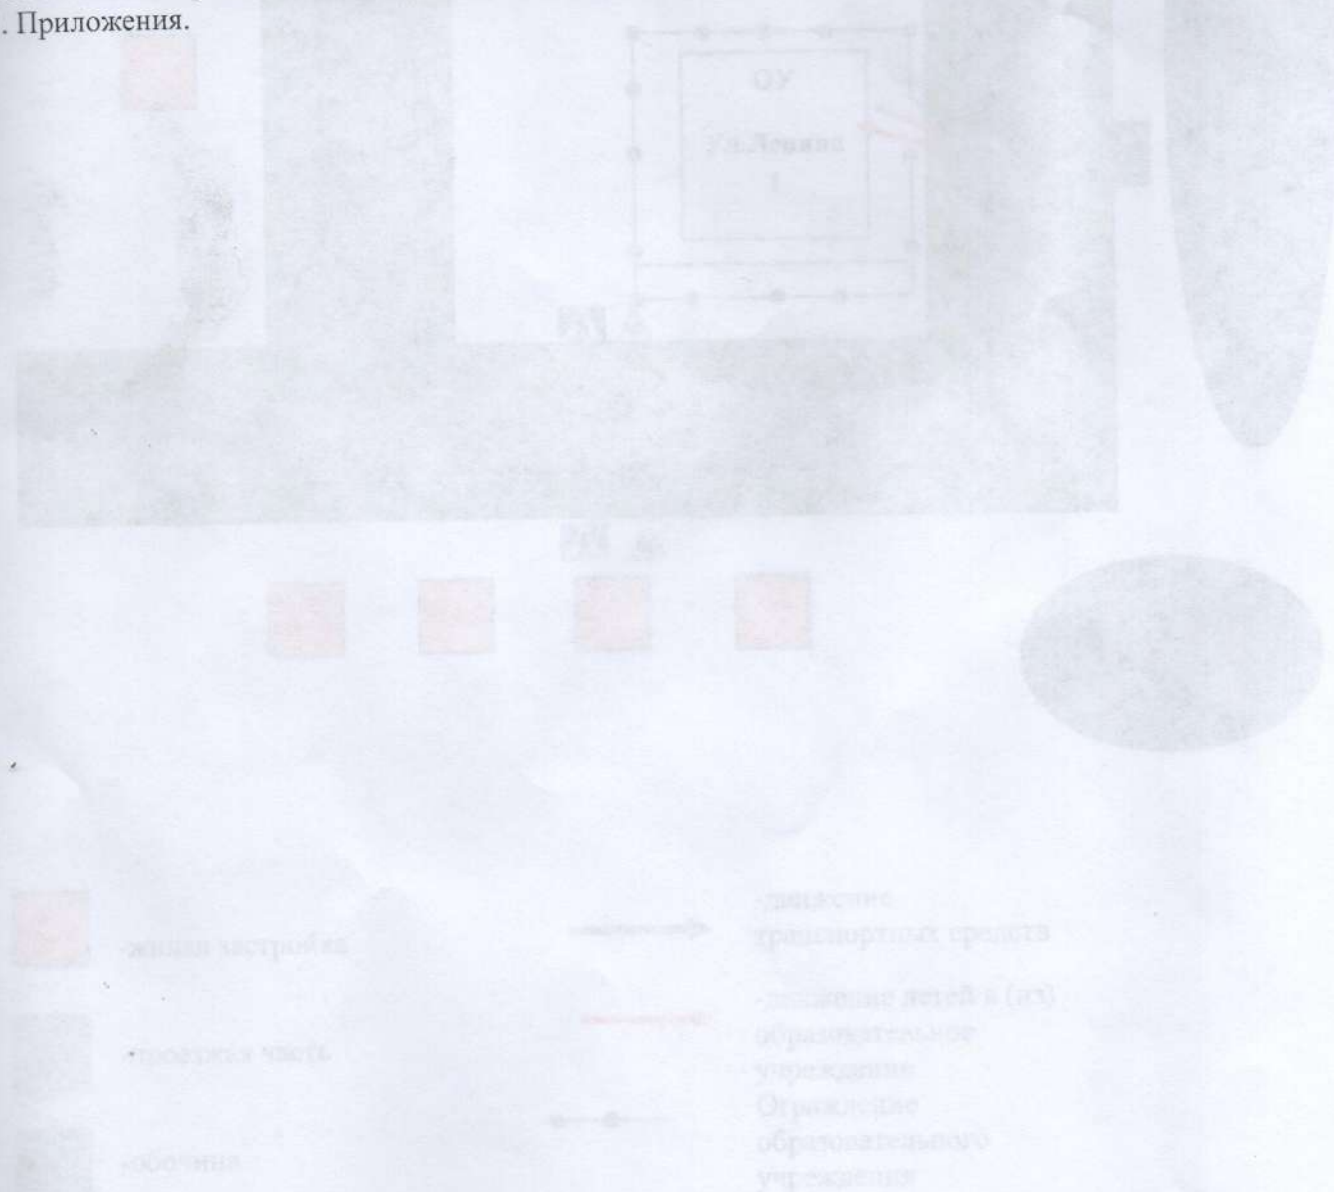 . Приложения.
ОУ
Ул.Ленина
1
-жилая застройка
-проезжая часть
-обочина
-движение
транспортных средств
-движение детей в (из)
образовательное
учреждение
Ограждение
образовательного
учреждения